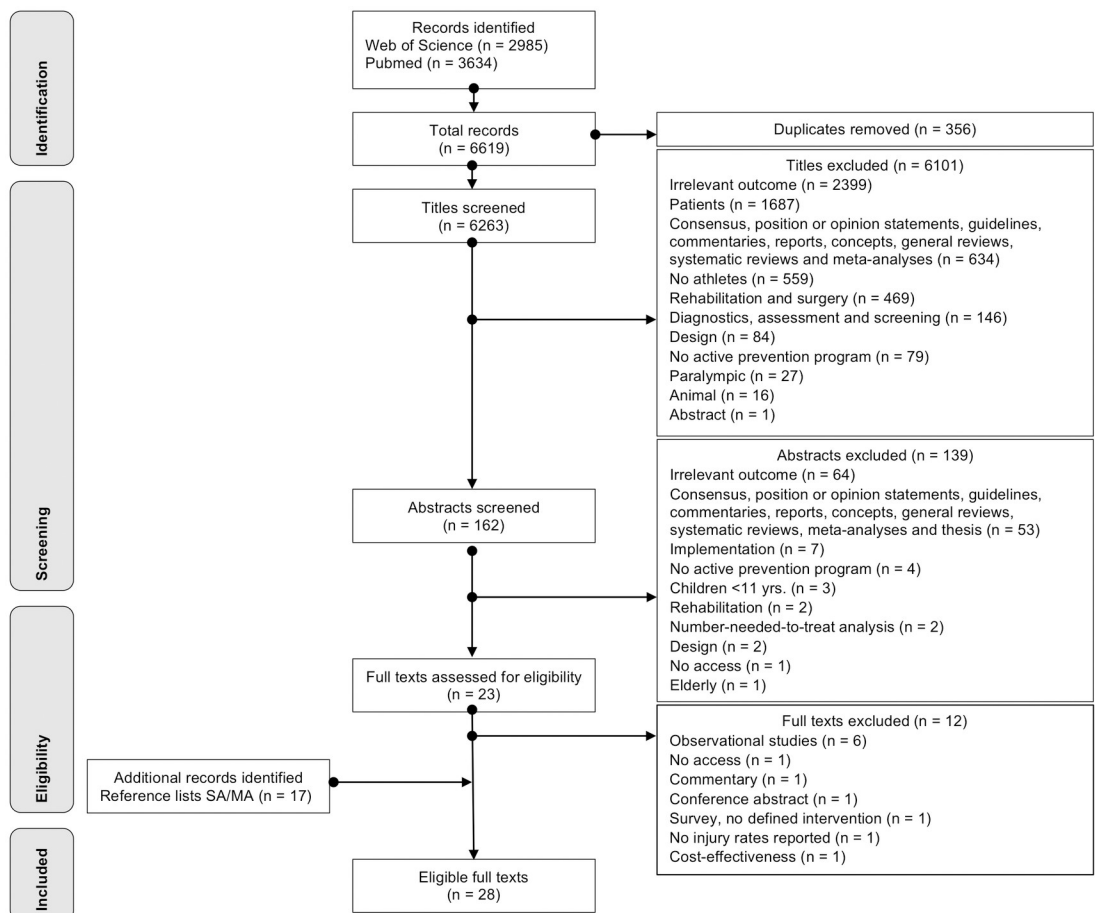 Identification
Records identified
Web of Science (n = 2985)
Pubmed (n = 3634)
Total records
(n = 6619)
Duplicates removed (n = 356)
Screening
Titles screened
(n = 6263)
Titles excluded (n = 6101)
Irrelevant outcome (n = 2399)
Patients (n = 1687)
Consensus, position or opinion statements, guidelines,
commentaries, reports, concepts, general reviews,
systematic reviews and meta-analyses (n = 634)
No athletes (n = 559)
Rehabilitation and surgery (n = 469)
Diagnostics, assessment and screening (n = 146)
Design (n = 84)
No active prevention program (n = 79)
Paralympic (n = 27)
Animal (n = 16)
Abstract (n = 1)
Abstracts screened
(n = 162)
Abstracts excluded (n = 139)
Irrelevant outcome (n = 64)
Consensus, position or opinion statements, guidelines,
commentaries, reports, concepts, general reviews,
systematic reviews, meta-analyses and thesis (n = 53)
Implementation (n = 7)
No active prevention program (n = 4)
Children <11 yrs. (n = 3)
Rehabilitation (n = 2)
Number-needed-to-treat analysis (n = 2)
Design (n = 2)
No access (n = 1)
Elderly (n = 1)
Eligibility
Full texts assessed for eligibility
(n = 23)
Full texts excluded (n = 12)
Observational studies (n = 6)
No access (n = 1)
Commentary (n = 1)
Conference abstract (n = 1)
Survey, no defined intervention (n = 1)
No injury rates reported (n = 1)
Cost-effectiveness (n = 1)
Additional records identified
Reference lists SA/MA (n = 17)
Included
Eligible full texts
(n = 28)